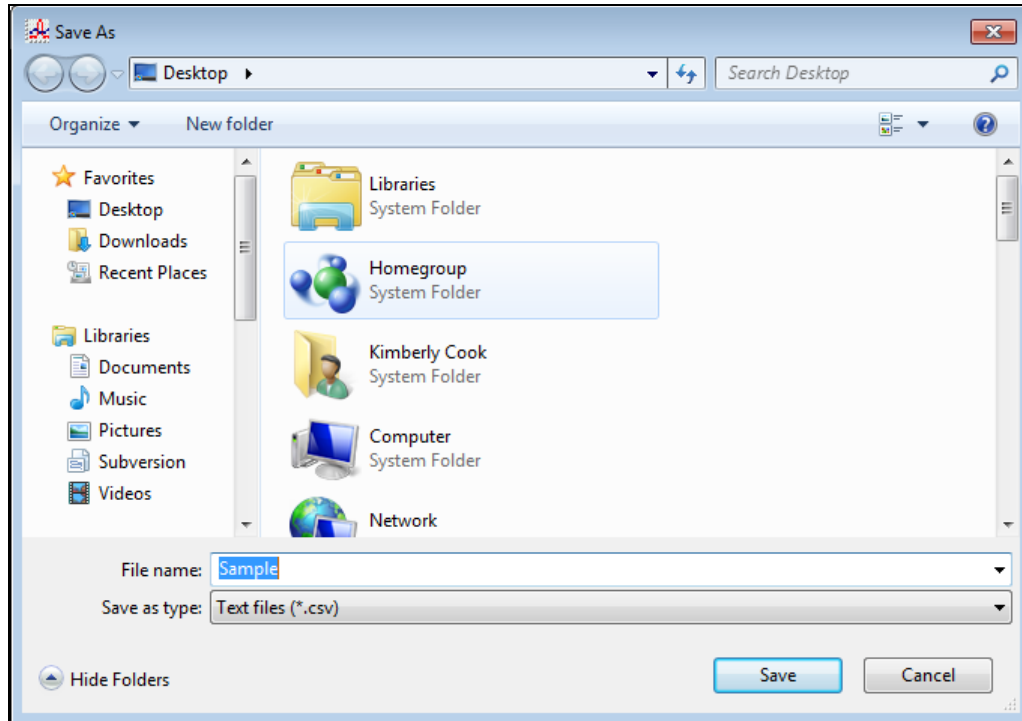 Save As
Desktop
Search Desktop
Organize New folder
Favorites
Desktop
Downloads
Recent Places
Libraries
Documents
Music
Pictures
Subversion
Videos
Libraries
System Folder
Homegroup
System Folder
Kimberly Cook
System Folder
Computer
System Folder
Network
File name: Sample
Save as type: Text files (*.csv)
Hide Folders
Save Cancel